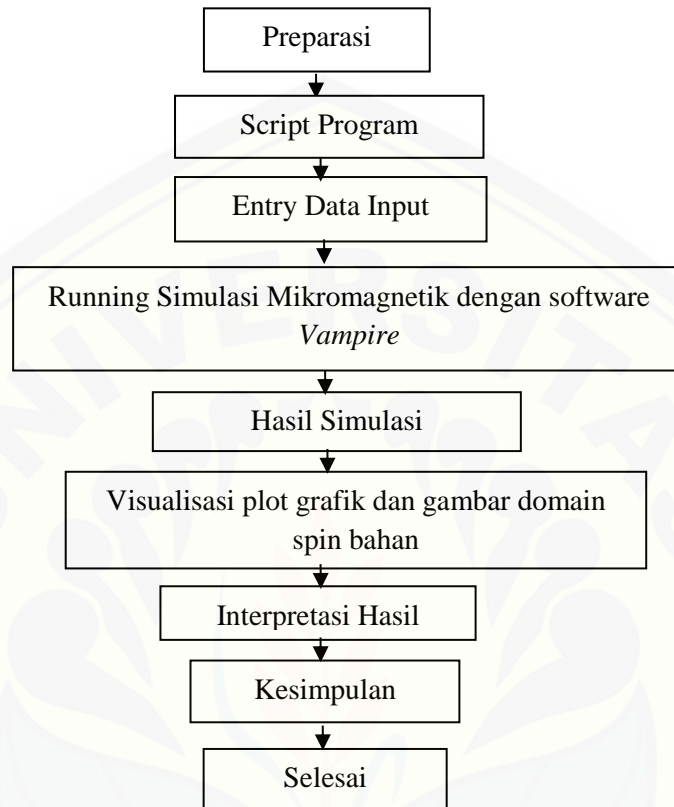 Preparasi
Script Program
Entry Data Input
Running Simulasi Mikromagnetik dengan software
Vampire
Hasil Simulasi
Visualisasi plot grafik dan gambar domain
spin bahan
Interpretasi Hasil
Kesimpulan
Selesai